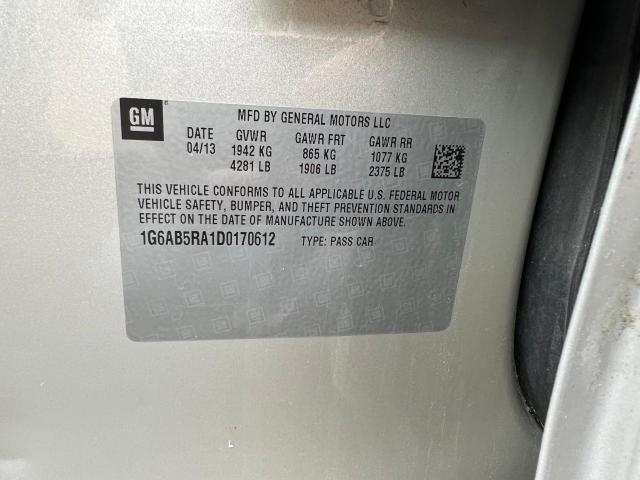 GM
MFD BY GENERAL MOTORS LLC
DATE GVWR GAWR FRT GAWR RR
04/13 1942 KG 865 KG 1077 KG
4281 LB 1906 LB 2375 LB
THIS VEHICLE CONFORMS TO ALL APPLICABLE U.S. FEDERAL MOTOR
VEHICLE SAFETY, BUMPER, AND THEFT PREVENTION STANDARDS IN
EFFECT ON THE DATE OF MANUFACTURE SHOWN ABOVE.
1G6AB5RA1D0170612 TYPE: PASS CAR